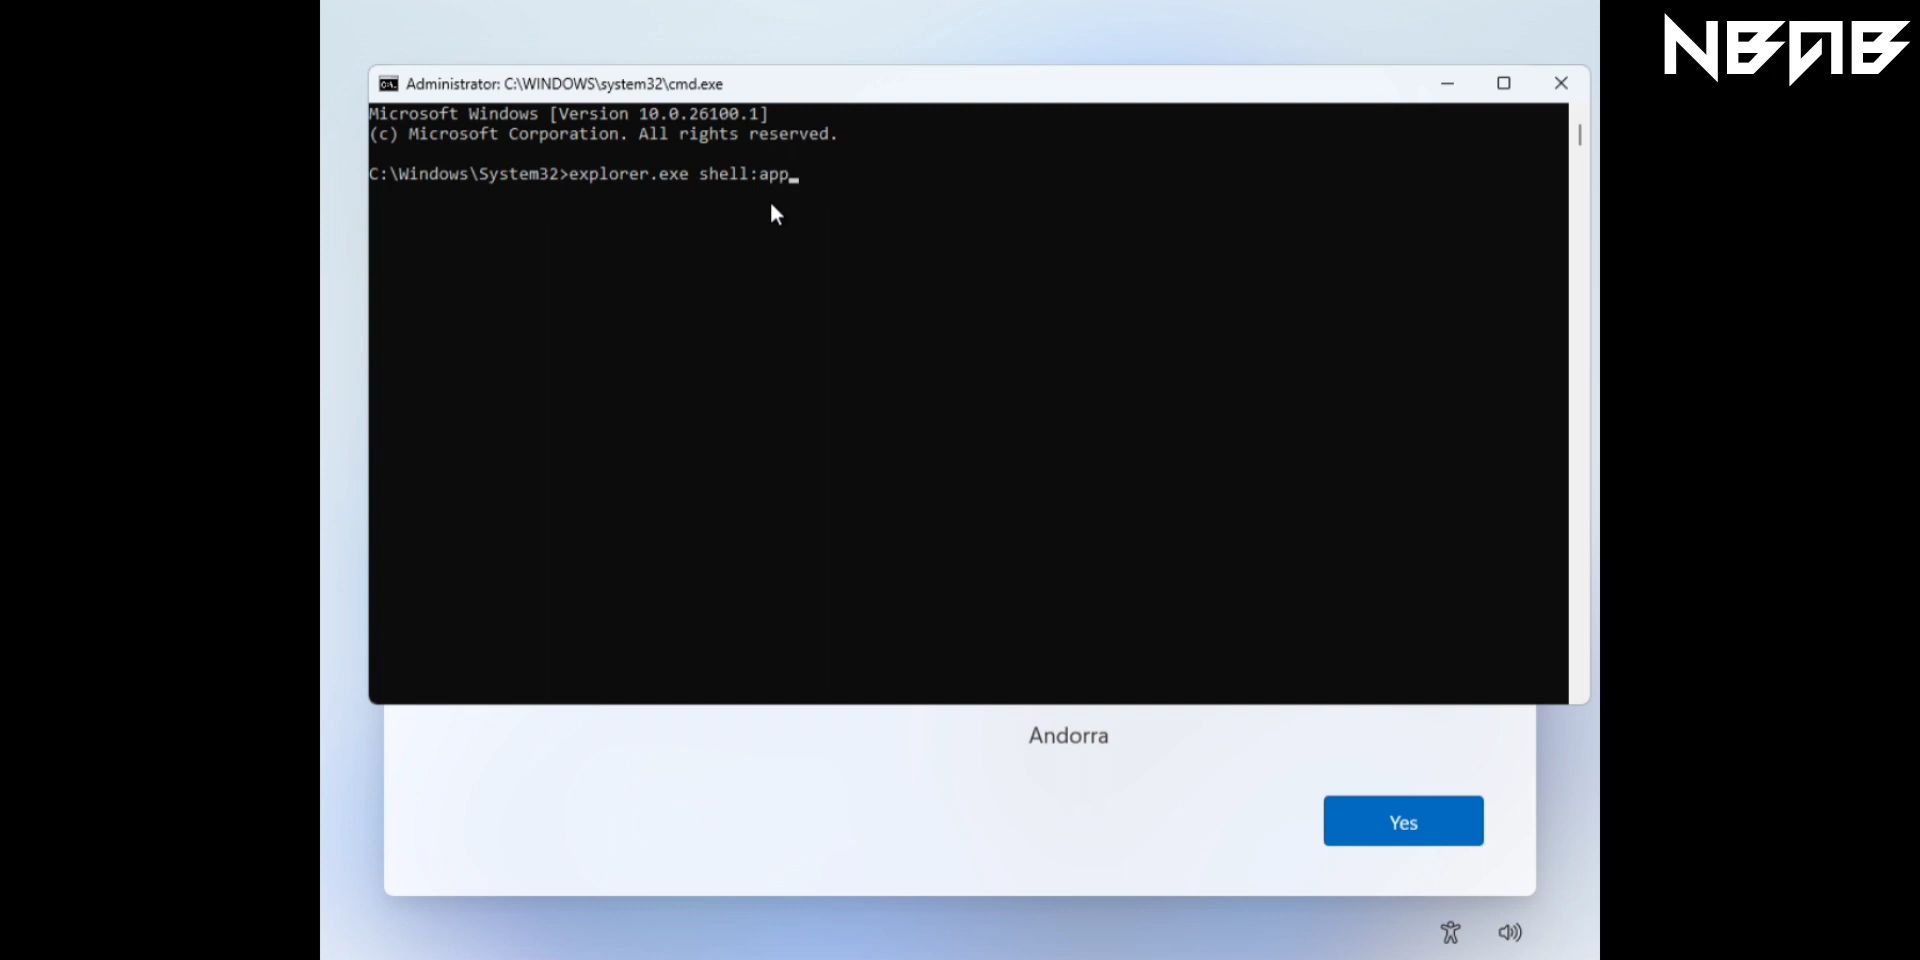 NBAB
Administrator: C:\WINDOWS\system32\cmd.exe
Microsoft Windows [Version 10.0.26100.1]
(c) Microsoft Corporation. All rights reserved.
C:\Windows\System32>explorer.exe shell:app
Andorra
Yes